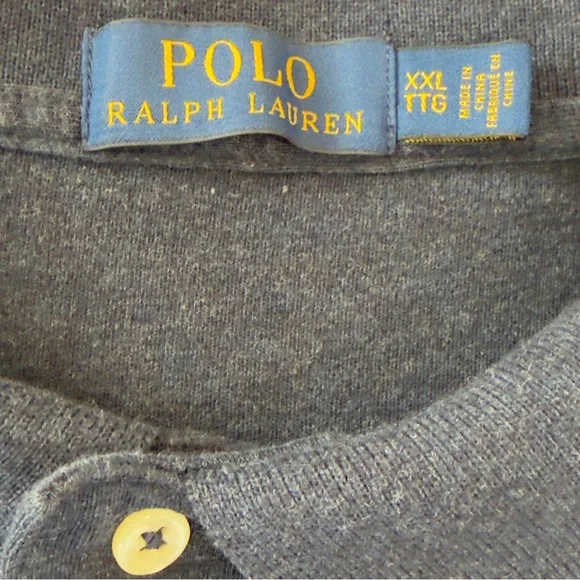 POLO
RALPH LAUREN
XXL
TTG
MADE IN
CHINA
FABRIQUÉ EN
CHINE